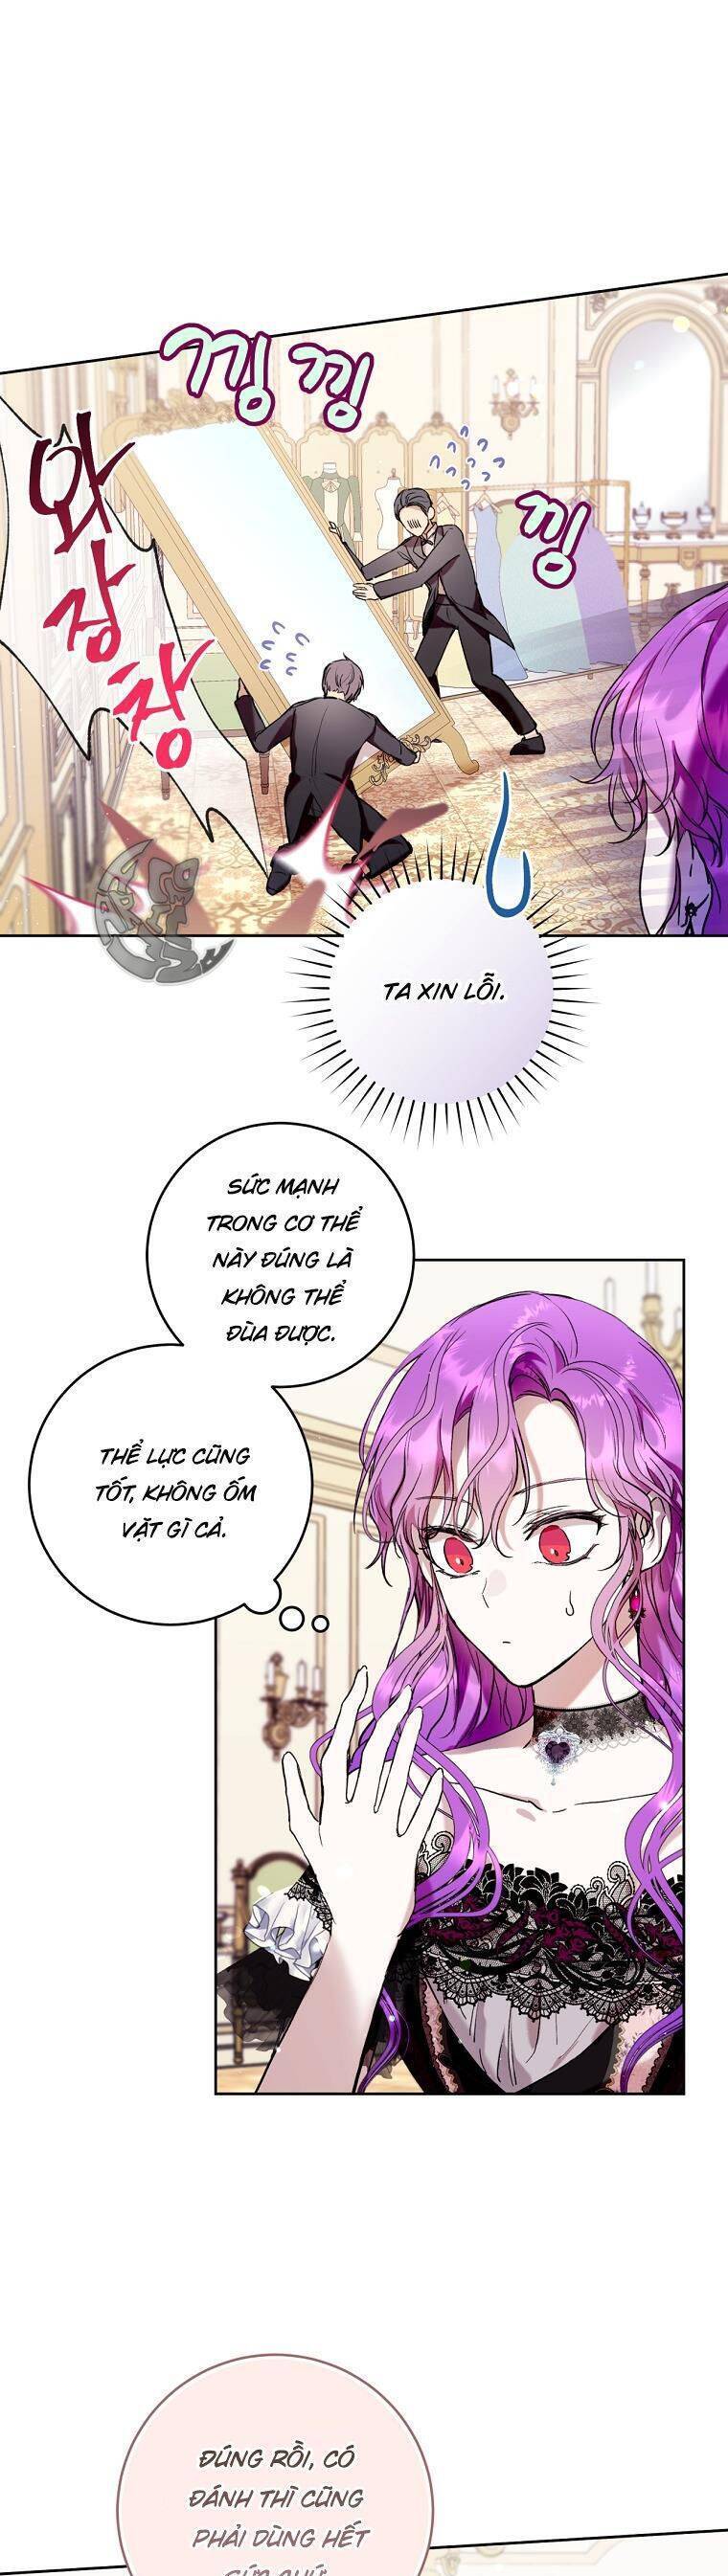 낑낑
와장창
낑
TA XIN LỖI.
SỨC MẠNH
TRONG CƠ THỂ
NÀY ĐÚNG LÀ
KHÔNG THỂ
ĐÙA ĐƯỢC.
THỂ LỰC CŨNG
TỐT, KHÔNG ỐM
VẶT GÌ CẢ.
ĐÚNG RỒI, CÓ
ĐÁNH THÌ CŨNG
PHẢI DÙNG HẾT
SỨC CHỨ